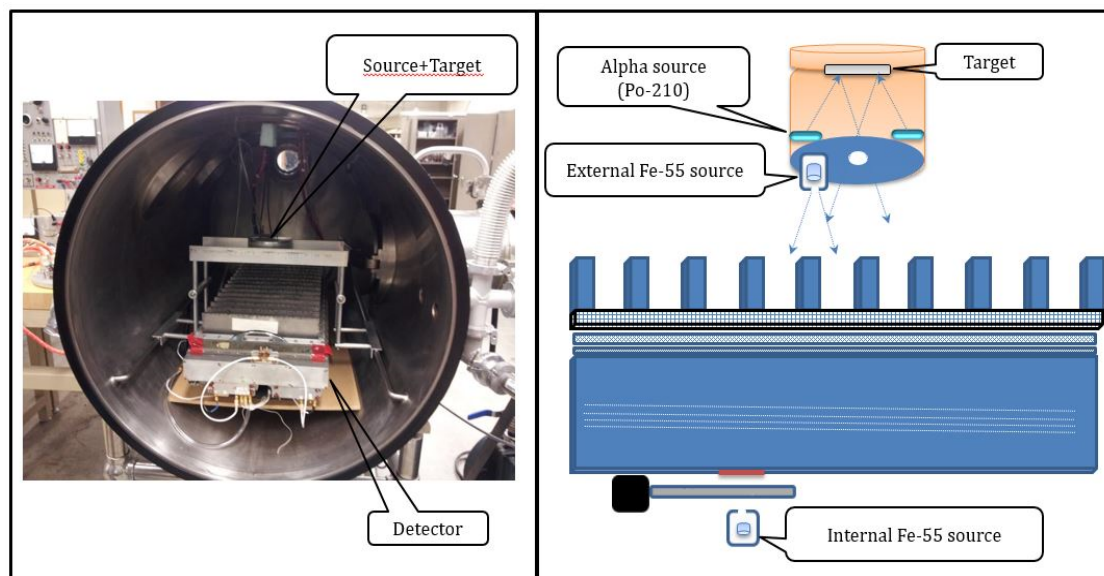 Source+Target
Detector
Alpha source
(Po-210)
Target
External Fe-55 source
Internal Fe-55 source